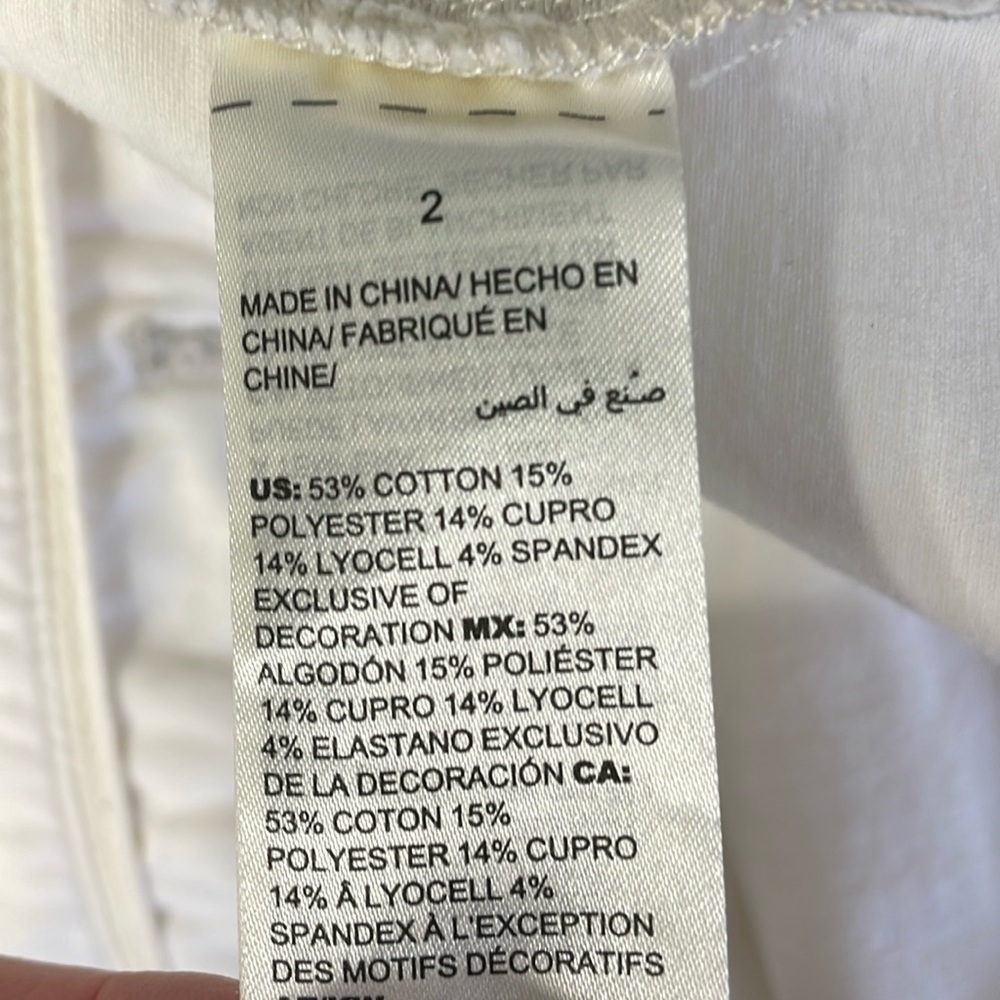 2
MADE IN CHINA/ HECHO EN
CHINA/ FABRIQUÉ EN
CHINE/
صُنع في الصين
US: 53% COTTON 15%
POLYESTER 14% CUPRO
14% LYOCELL 4% SPANDEX
EXCLUSIVE OF
DECORATION MX: 53%
ALGODÓN 15% POLIÉSTER
14% CUPRO 14% LYOCELL
4% ELASTANO EXCLUSIVO
DE LA DECORACIÓN CA:
53% COTON 15%
POLYESTER 14% CUPRO
14% Â LYOCELL 4%
SPANDEX À L'EXCEPTION
DES MOTIFS DÉCORATIFS